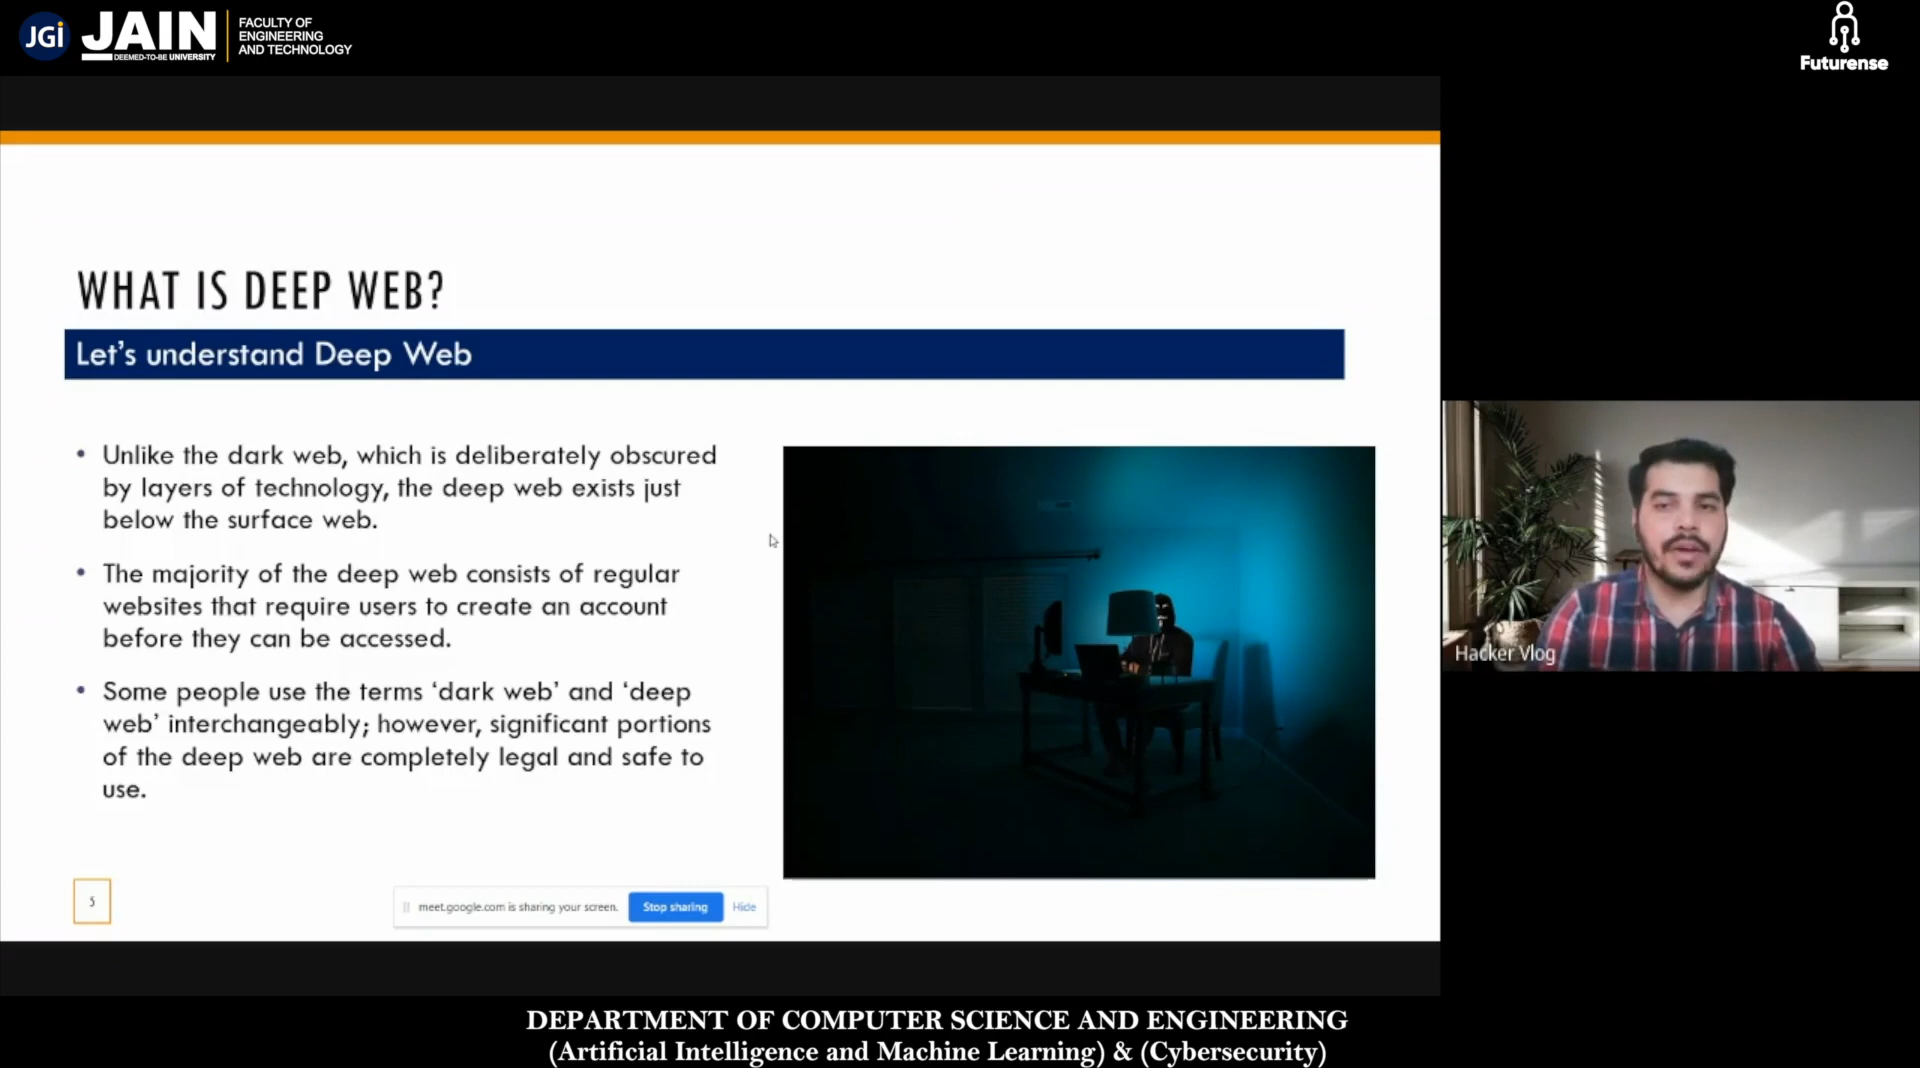 JGi JAIN
DEEMED-TO-BE UNIVERSITY
FACULTY OF
ENGINEERING
AND TECHNOLOGY
Futurense
WHAT IS DEEP WEB?
Let's understand Deep Web
• Unlike the dark web, which is deliberately obscured
by layers of technology, the deep web exists just
below the surface web.
• The majority of the deep web consists of regular
websites that require users to create an account
before they can be accessed.
• Some people use the terms ‘dark web’ and ‘deep
web’ interchangeably; however, significant portions
of the deep web are completely legal and safe to
use.
Hacker Vlog
5
meet.google.com is sharing your screen. Stop sharing Hide
DEPARTMENT OF COMPUTER SCIENCE AND ENGINEERING
(Artificial Intelligence and Machine Learning) & (Cybersecurity)